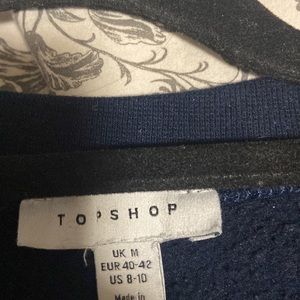 TOPSHOP
UK M
EUR 40-42
US 8-10
Made in